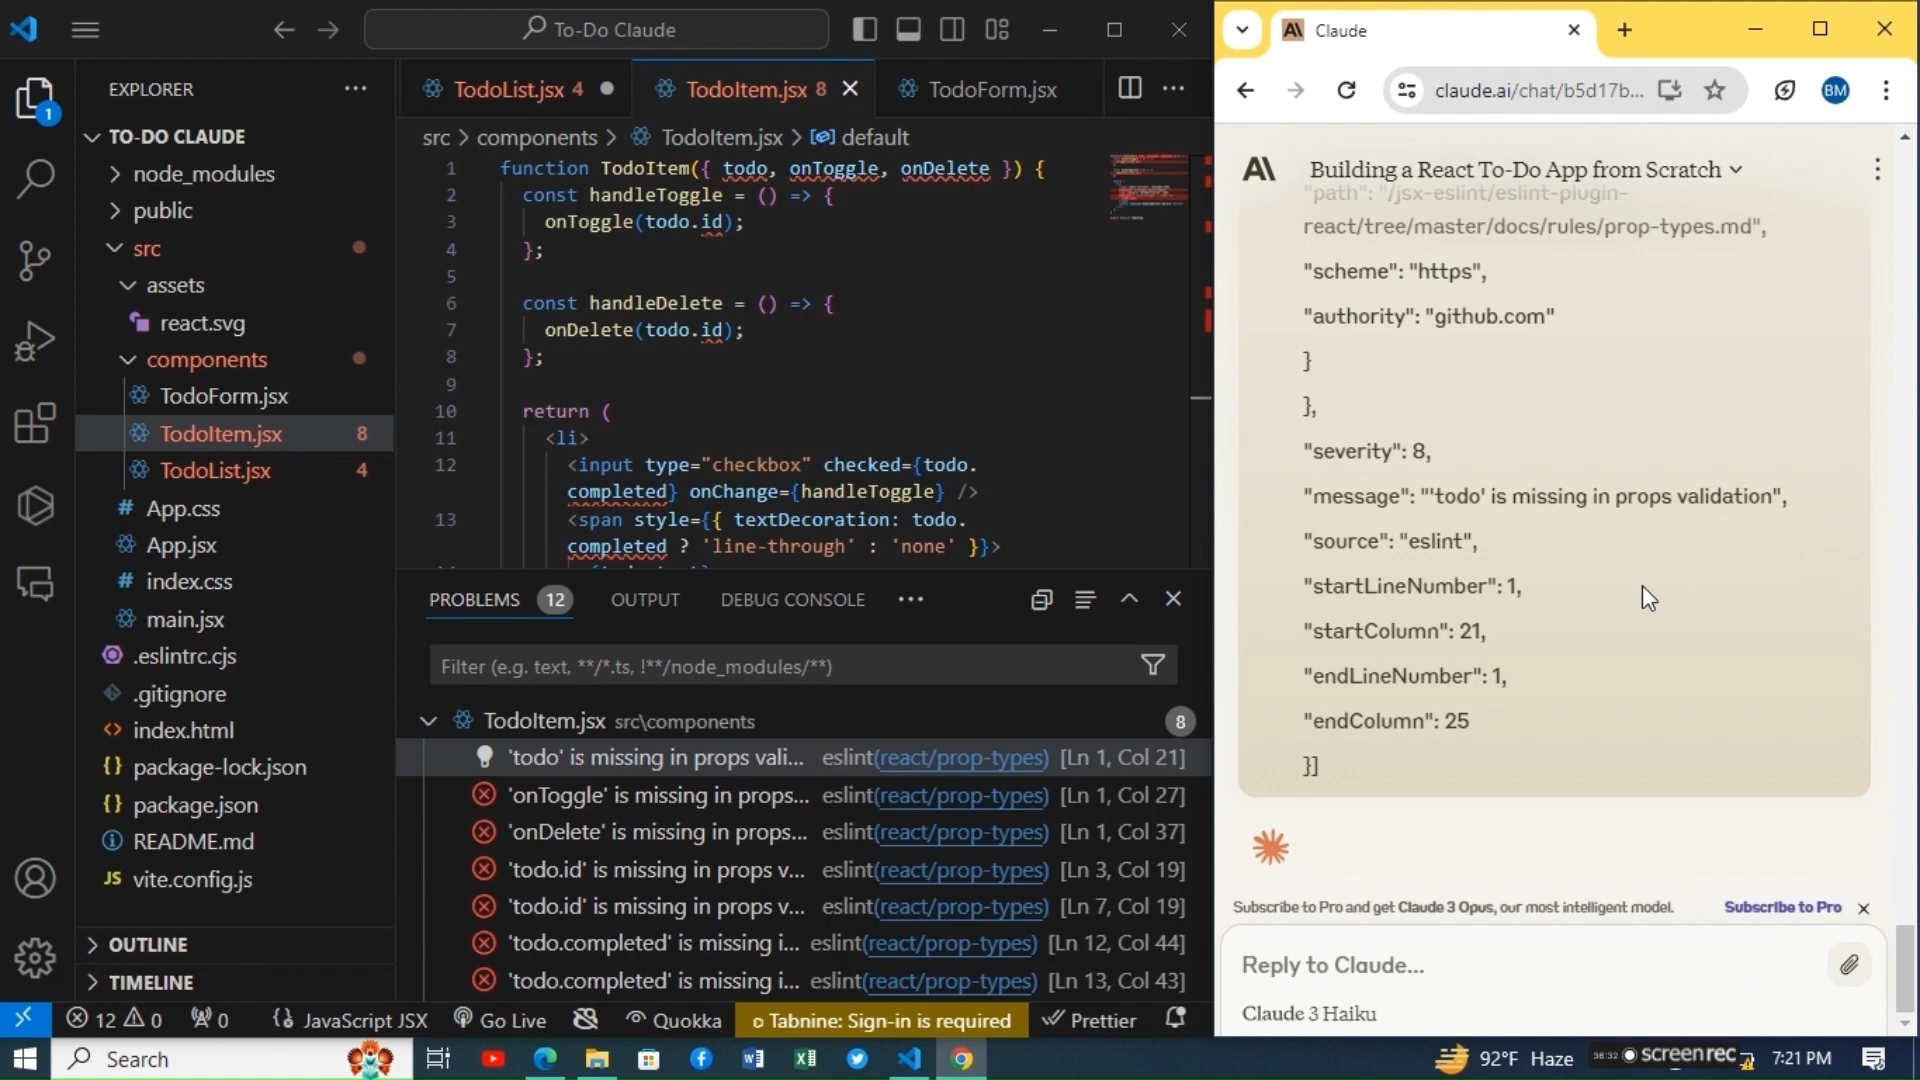 To-Do Claude
EXPLORER
TO-DO CLAUDE
node_modules
public
src
assets
react.svg
components
TodoForm.jsx
TodoItem.jsx 8
TodoList.jsx 4
# App.css
App.jsx
# index.css
main.jsx
.eslintrc.cjs
.gitignore
<> index.html
{} package-lock.json
{} package.json
README.md
JS vite.config.js
OUTLINE
TIMELINE
1
TodoList.jsx 4
TodoItem.jsx 8
TodoForm.jsx
src > components > TodoItem.jsx > default
1 function TodoItem({ todo, onToggle, onDelete }) {
2 const handleToggle = () => {
3 onToggle(todo.id);
4 };
5
6 const handleDelete = () => {
7 onDelete(todo.id);
8 };
9
10 return (
11 <li>
12 <input type="checkbox" checked={todo.
completed} onChange={handleToggle} />
13 <span style={{ textDecoration: todo.
completed ? 'line-through' : 'none' }}>
PROBLEMS 12 OUTPUT DEBUG CONSOLE
Filter (e.g. text, **/*.ts, !**/node_modules/**)
TodoItem.jsx src\components 8
'todo' is missing in props vali... eslint(react/prop-types) [Ln 1, Col 21]
'onToggle' is missing in props... eslint(react/prop-types) [Ln 1, Col 27]
'onDelete' is missing in props... eslint(react/prop-types) [Ln 1, Col 37]
'todo.id' is missing in props v... eslint(react/prop-types) [Ln 3, Col 19]
'todo.id' is missing in props v... eslint(react/prop-types) [Ln 7, Col 19]
'todo.completed' is missing i... eslint(react/prop-types) [Ln 12, Col 44]
'todo.completed' is missing i... eslint(react/prop-types) [Ln 13, Col 43]
12 0 0 JavaScript JSX Go Live Quokka Tabnine: Sign-in is required Prettier
Claude
claude.ai/chat/b5d17b...
BM
Building a React To-Do App from Scratch
"path": "/jsx-eslint/eslint-plugin-
react/tree/master/docs/rules/prop-types.md",
"scheme": "https",
"authority": "github.com"
}
},
"severity": 8,
"message": "'todo' is missing in props validation",
"source": "eslint",
"startLineNumber": 1,
"startColumn": 21,
"endLineNumber": 1,
"endColumn": 25
}]
Subscribe to Pro and get Claude 3 Opus, our most intelligent model. Subscribe to Pro
Reply to Claude...
Claude 3 Haiku
Search
92°F Haze
screenrec
7:21 PM